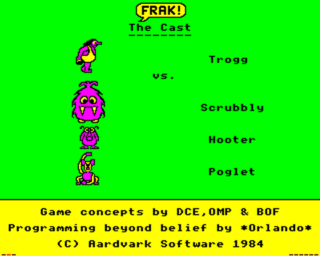 FRAK!
The Cast
Trogg
vs.
Scrubbly
Hooter
Poglet
Game concepts by DCE,OMP & BOF
Programming beyond belief by *Orlando*
(C) Aardvark Software 1984